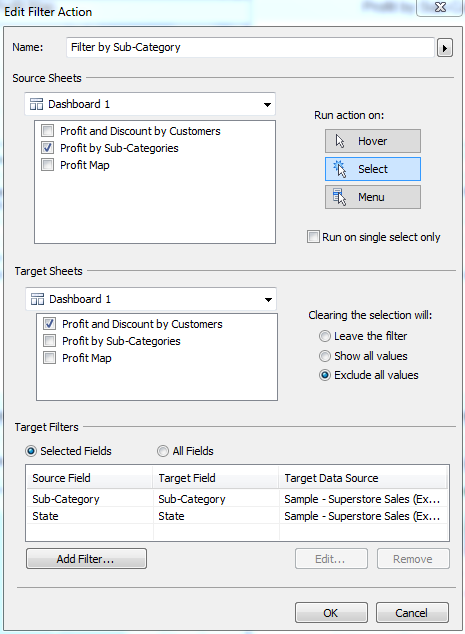 Edit Filter Action
Name: Filter by Sub-Category
Source Sheets
Dashboard 1
Profit and Discount by Customers
Profit by Sub-Categories
Profit Map
Run action on:
Hover
Select
Menu
Run on single select only
Target Sheets
Dashboard 1
Profit and Discount by Customers
Profit by Sub-Categories
Profit Map
Clearing the selection will:
Leave the filter
Show all values
Exclude all values
Target Filters
Selected Fields All Fields
Source Field Target Field Target Data Source
Sub-Category Sub-Category Sample - Superstore Sales (Ex...
State State Sample - Superstore Sales (Ex...
Add Filter... Edit... Remove
OK Cancel